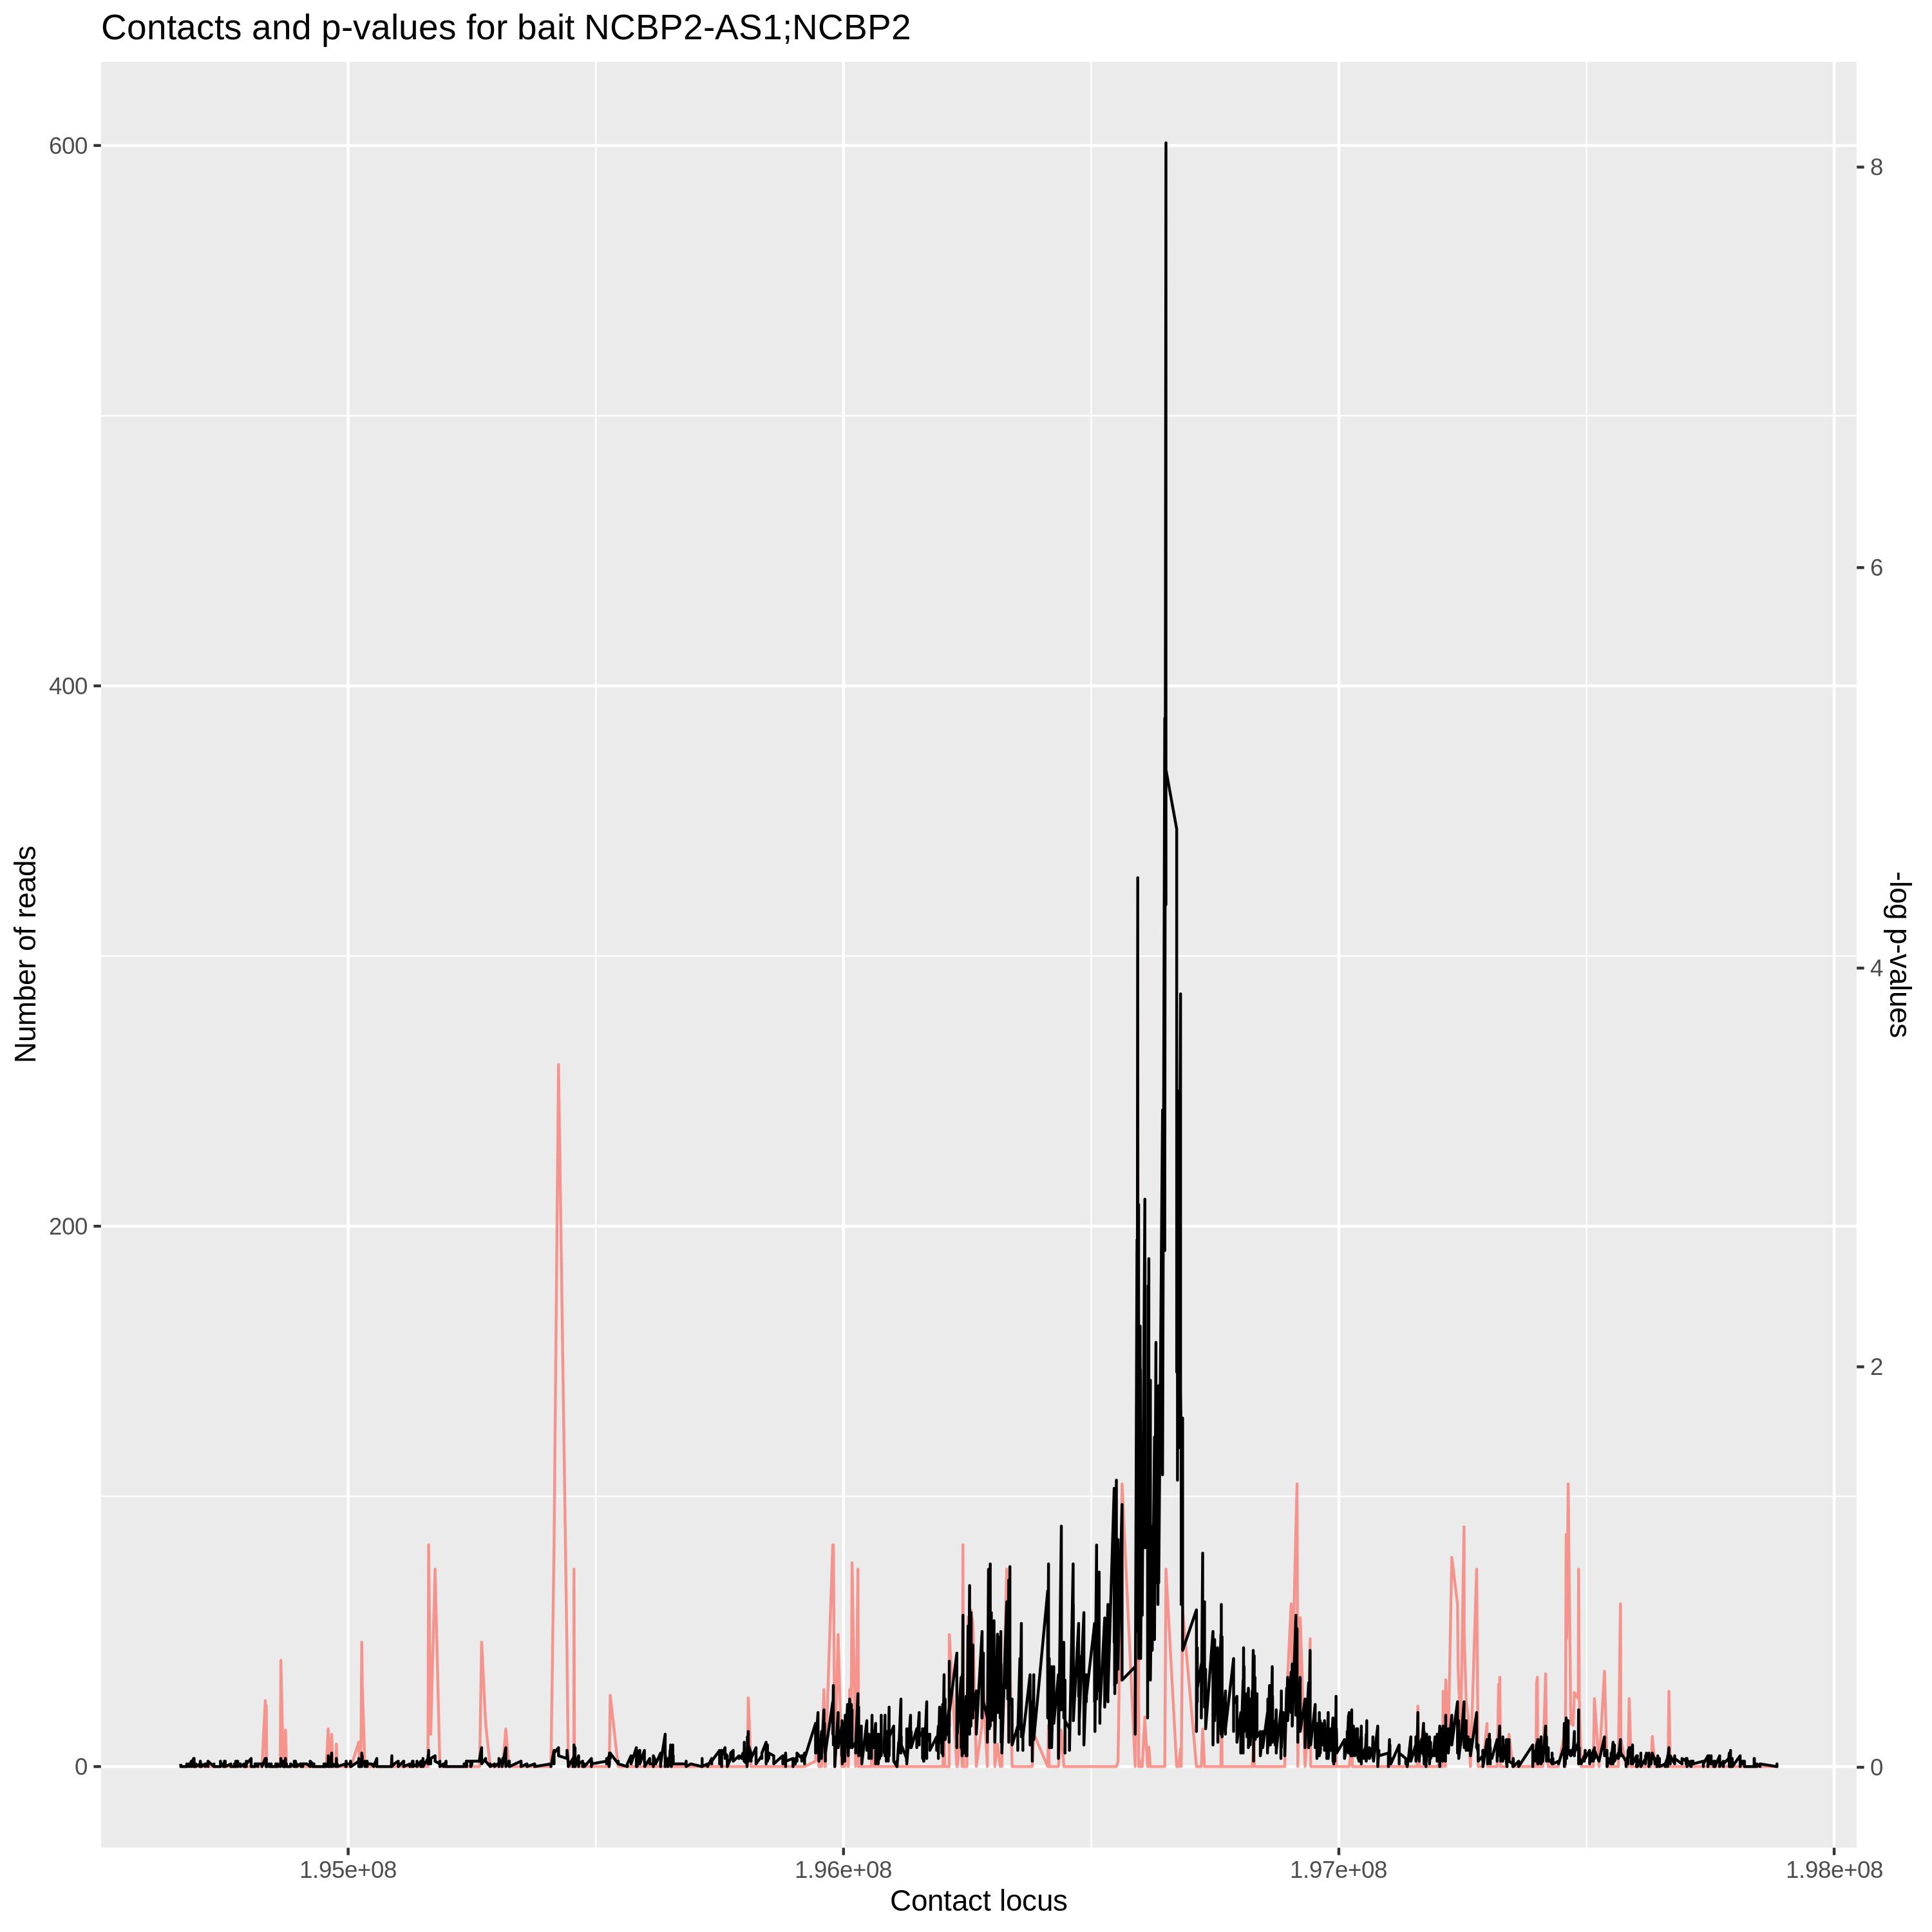 Contacts and p-values for bait NCBP2-AS1;NCBP2
600
400
200
0
Number of reads
8
6
4
2
0
-log p-values
1.95e+08
1.96e+08
1.97e+08
1.98e+08
Contact locus